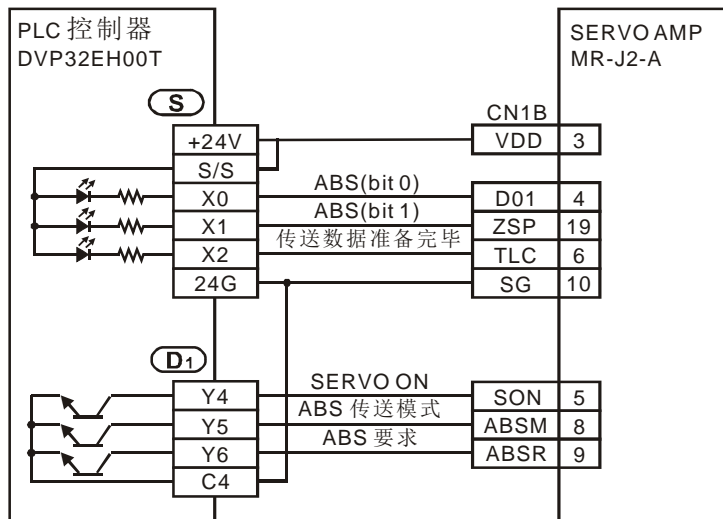 PLC 控制器
DVP32EH00T
SERVO AMP
MR-J2-A
S
CN1B
+24V
VDD 3
S/S
X0
ABS(bit 0)
D01 4
X1
ABS(bit 1)
ZSP 19
X2
传送数据准备完毕
TLC 6
24G
SG 10
D1
Y4
SERVO ON
SON 5
Y5
ABS 传送模式
ABSM 8
Y6
ABS 要求
ABSR 9
C4